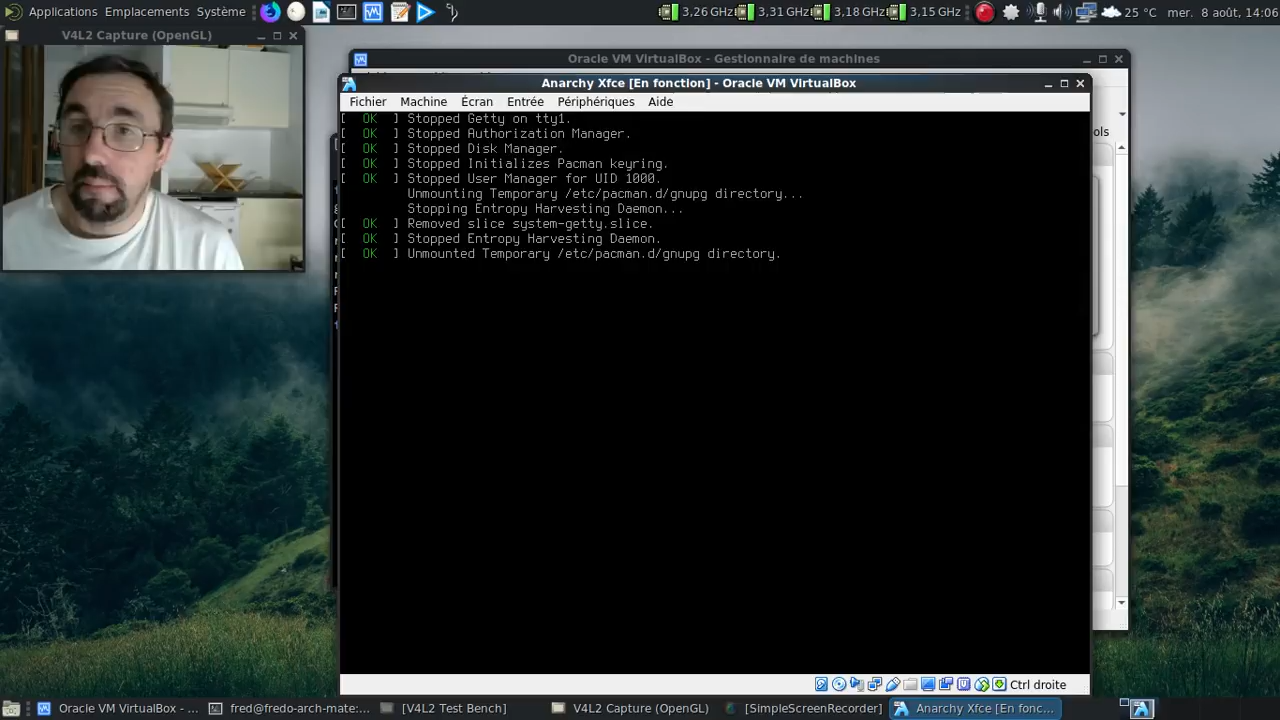 Applications Emplacements Système
3,26 GHz 3,31 GHz 3,18 GHz 3,15 GHz 25 °C mer. 8 août, 14:06
V4L2 Capture (OpenGL)
Oracle VM VirtualBox - Gestionnaire de machines
Anarchy Xfce [En fonction] - Oracle VM VirtualBox
Fichier Machine Écran Entrée Périphériques Aide
ols
[ OK ] Stopped Getty on tty1.
[ OK ] Stopped Authorization Manager.
[ OK ] Stopped Disk Manager.
[ OK ] Stopped Initializes Pacman keyring.
[ OK ] Stopped User Manager for UID 1000.
Unmounting Temporary /etc/pacman.d/gnupg directory...
Stopping Entropy Harvesting Daemon...
[ OK ] Removed slice system-getty.slice.
[ OK ] Stopped Entropy Harvesting Daemon.
[ OK ] Unmounted Temporary /etc/pacman.d/gnupg directory.
Ctrl droite
Oracle VM VirtualBox - ... fred@fredo-arch-mate:... [V4L2 Test Bench] V4L2 Capture (OpenGL) [SimpleScreenRecorder] Anarchy Xfce [En fonc...